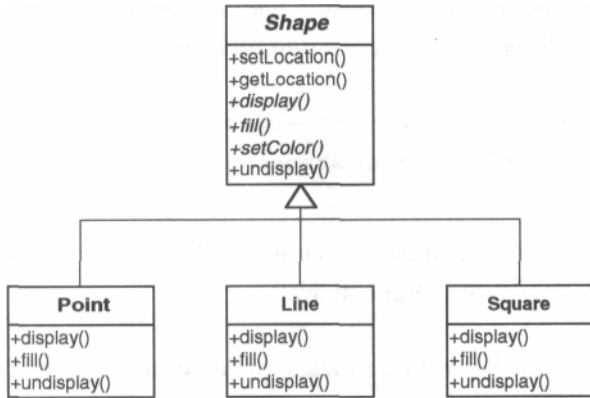 Shape
+setLocation()
+getLocation()
+display()
+fill()
+setColor()
+undisplay()
Point
+display()
+fill()
+undisplay()
Line
+display()
+fill()
+undisplay()
Square
+display()
+fill()
+undisplay()